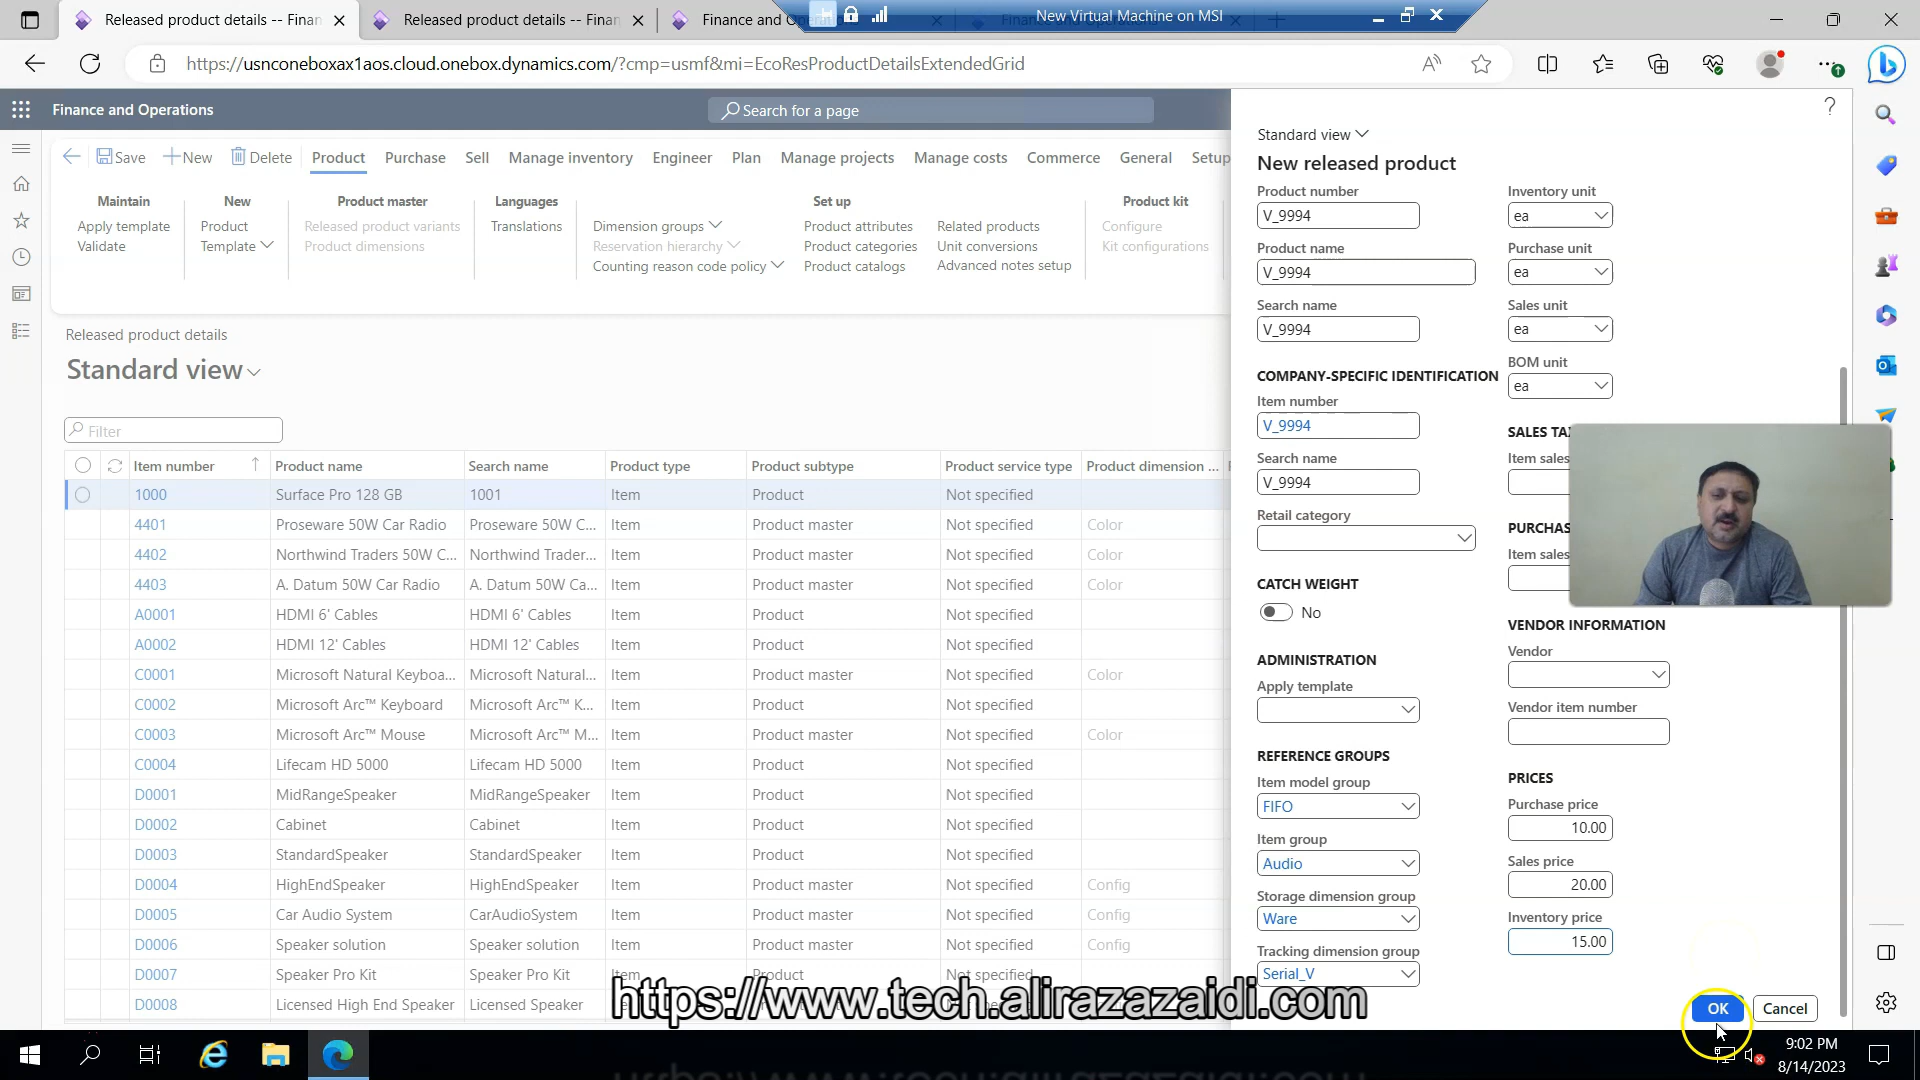 Released product details -- Finan
Released product details -- Finan
Finance and O
New Virtual Machine on MSI
https://usnconeboxax1aos.cloud.onebox.dynamics.com/?cmp=usmf&mi=EcoResProductDetailsExtendedGrid
Finance and Operations
Search for a page
Save
New
Delete
Product
Purchase
Sell
Manage inventory
Engineer
Plan
Manage projects
Manage costs
Commerce
General
Setup
Maintain
Apply template
Validate
New
Product
Template
Product master
Released product variants
Product dimensions
Languages
Translations
Set up
Dimension groups
Reservation hierarchy
Counting reason code policy
Product attributes
Product categories
Product catalogs
Related products
Unit conversions
Advanced notes setup
Product kit
Configure
Kit configurations
Released product details
Standard view
Filter
Item number Product name Search name Product type Product subtype Product service type Product dimension ...
1000 Surface Pro 128 GB 1001 Item Product Not specified
4401 Proseware 50W Car Radio Proseware 50W C... Item Product master Not specified Color
4402 Northwind Traders 50W C... Northwind Trader... Item Product master Not specified Color
4403 A. Datum 50W Car Radio A. Datum 50W Ca... Item Product master Not specified Color
A0001 HDMI 6' Cables HDMI 6' Cables Item Product Not specified
A0002 HDMI 12' Cables HDMI 12' Cables Item Product Not specified
C0001 Microsoft Natural Keyboa... Microsoft Natural... Item Product master Not specified Color
C0002 Microsoft Arc™ Keyboard Microsoft Arc™ K... Item Product Not specified
C0003 Microsoft Arc™ Mouse Microsoft Arc™ M... Item Product master Not specified Color
C0004 Lifecam HD 5000 Lifecam HD 5000 Item Product Not specified
D0001 MidRangeSpeaker MidRangeSpeaker Item Product Not specified
D0002 Cabinet Cabinet Item Product Not specified
D0003 StandardSpeaker StandardSpeaker Item Product Not specified
D0004 HighEndSpeaker HighEndSpeaker Item Product master Not specified Config
D0005 Car Audio System CarAudioSystem Item Product master Not specified Config
D0006 Speaker solution Speaker solution Item Product master Not specified Config
D0007 Speaker Pro Kit Speaker Pro Kit Item Product Not specified
D0008 Licensed High End Speaker Licensed Speaker
Standard view
New released product
Product number
V_9994
Product name
V_9994
Search name
V_9994
COMPANY-SPECIFIC IDENTIFICATION
Item number
V_9994
Search name
V_9994
Retail category
CATCH WEIGHT
No
ADMINISTRATION
Apply template
REFERENCE GROUPS
Item model group
FIFO
Item group
Audio
Storage dimension group
Ware
Tracking dimension group
Serial_V
Inventory unit
ea
Purchase unit
ea
Sales unit
ea
BOM unit
ea
SALES TA
Item sales
PURCHAS
Item sales
VENDOR INFORMATION
Vendor
Vendor item number
PRICES
Purchase price
10.00
Sales price
20.00
Inventory price
15.00
OK
Cancel
https://www.tech.alirazazaidi.com
9:02 PM
8/14/2023